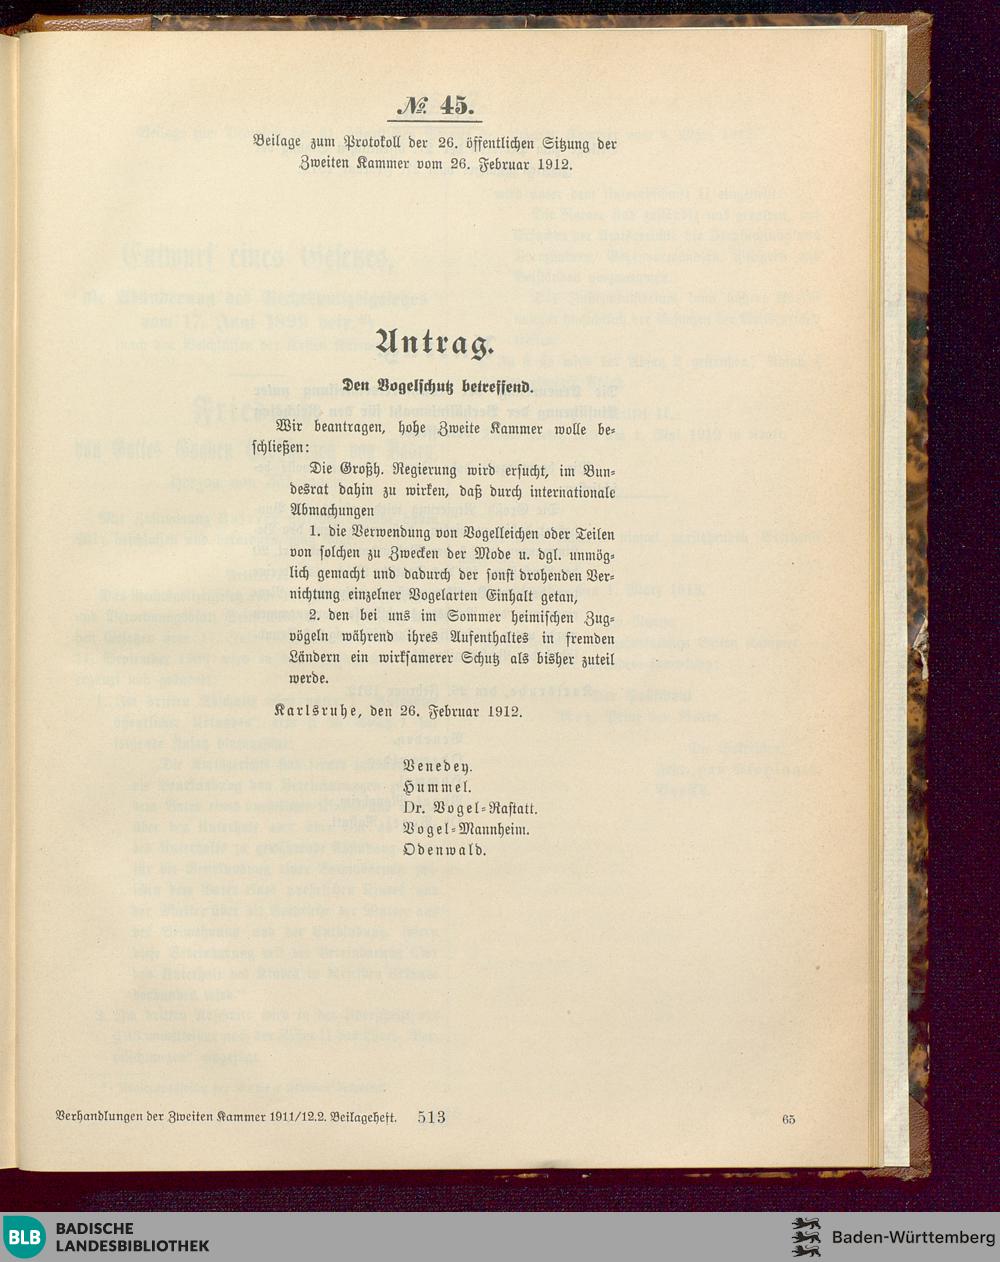 № 45.
Beilage zum Protokoll der 26. öffentlichen Sitzung der
Zweiten Kammer vom 26. Februar 1912.
Antrag.
Den Vogelschutz betreffend.
Wir beantragen, hohe Zweite Kammer wolle be-
schließen:
Die Großh. Regierung wird ersucht, im Bun-
desrat dahin zu wirken, daß durch internationale
Abmachungen
1. die Verwendung von Vogelleichen oder Teilen
von solchen zu Zwecken der Mode u. dgl. unmög-
lich gemacht und dadurch der sonst drohenden Ver-
nichtung einzelner Vogelarten Einhalt getan,
2. den bei uns im Sommer heimischen Zug-
vögeln während ihres Aufenthaltes in fremden
Ländern ein wirksamerer Schutz als bisher zuteil
werde.
Karlsruhe, den 26. Februar 1912.
Venedey.
Hummel.
Dr. Vogel-Rastatt.
Vogel-Mannheim.
Odenwald.
Verhandlungen der Zweiten Kammer 1911/12. 2. Beilageheft. 513 65
BLB BADISCHE
LANDESBIBLIOTHEK
Baden-Württemberg